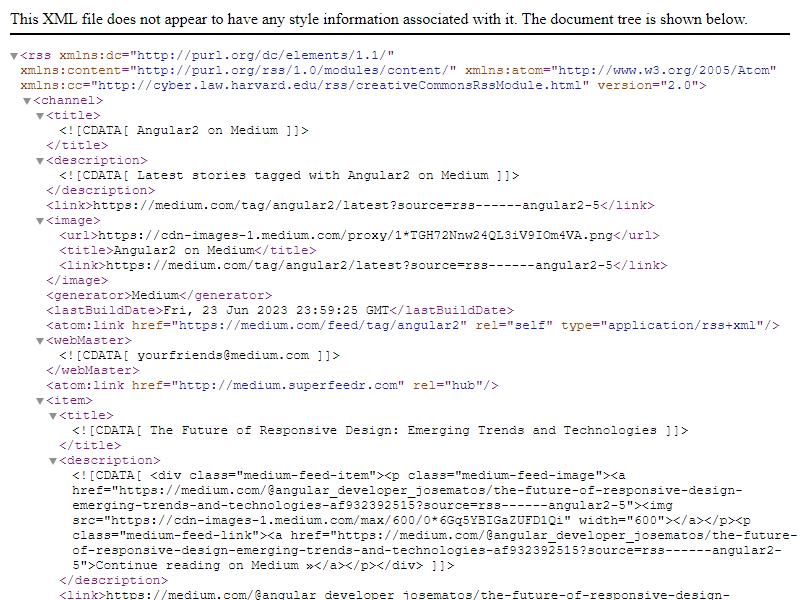 This XML file does not appear to have any style information associated with it. The document tree is shown below.
▼<rss xmlns:dc="http://purl.org/dc/elements/1.1/"
xmlns:content="http://purl.org/rss/1.0/modules/content/" xmlns:atom="http://www.w3.org/2005/Atom"
xmlns:cc="http://cyber.law.harvard.edu/rss/creativeCommonsRssModule.html" version="2.0">
▼<channel>
▼<title>
<![CDATA[ Angular2 on Medium ]]>
</title>
▼<description>
<![CDATA[ Latest stories tagged with Angular2 on Medium ]]>
</description>
<link>https://medium.com/tag/angular2/latest?source=rss------angular2-5</link>
▼<image>
<url>https://cdn-images-1.medium.com/proxy/1*TGH72Nnw24QL3iV9IOm4VA.png</url>
<title>Angular2 on Medium</title>
<link>https://medium.com/tag/angular2/latest?source=rss------angular2-5</link>
</image>
<generator>Medium</generator>
<lastBuildDate>Fri, 23 Jun 2023 23:59:25 GMT</lastBuildDate>
<atom:link href="https://medium.com/feed/tag/angular2" rel="self" type="application/rss+xml"/>
▼<webMaster>
<![CDATA[ yourfriends@medium.com ]]>
</webMaster>
<atom:link href="http://medium.superfeedr.com" rel="hub"/>
▼<item>
▼<title>
<![CDATA[ The Future of Responsive Design: Emerging Trends and Technologies ]]>
</title>
▼<description>
<![CDATA[ <div class="medium-feed-item"><p class="medium-feed-image"><a
href="https://medium.com/@angular_developer_josematos/the-future-of-responsive-design-
emerging-trends-and-technologies-af932392515?source=rss------angular2-5"><img
src="https://cdn-images-1.medium.com/max/600/0*6Gq5YBIGaZUFD1Qi" width="600"></a></p><p
class="medium-feed-link"><a href="https://medium.com/@angular_developer_josematos/the-future-
of-responsive-design-emerging-trends-and-technologies-af932392515?source=rss------angular2-
5">Continue reading on Medium »</a></p></div> ]]>
</description>
<link>https://medium.com/@angular_developer_josematos/the-future-of-responsive-design-